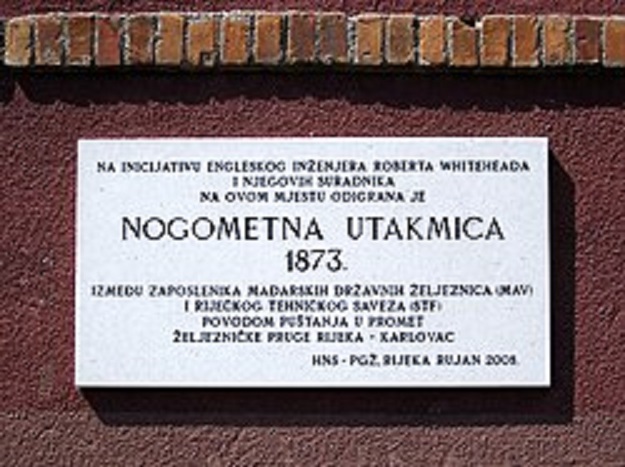 NA INICIJATIVU ENGLESKOG INŽENJERA ROBERTA WHITEHEADA
I NJEGOVIH SURADNIKA
NA OVOM MJESTU ODIGRANA JE
NOGOMETNA UTAKMICA
1873.
IZMEĐU ZAPOSLENIKA MAĐARSKIH DRŽAVNIH ŽELJEZNICA (MAV)
I RIJEČKOG TEHNIČKOG SAVEZA (STF)
POVODOM PUŠTANJA U PROMET
ŽELJEZNIČKE PRUGE RIJEKA - KARLOVAC
HNS - PGŽ, RIJEKA RUJAN 2008.